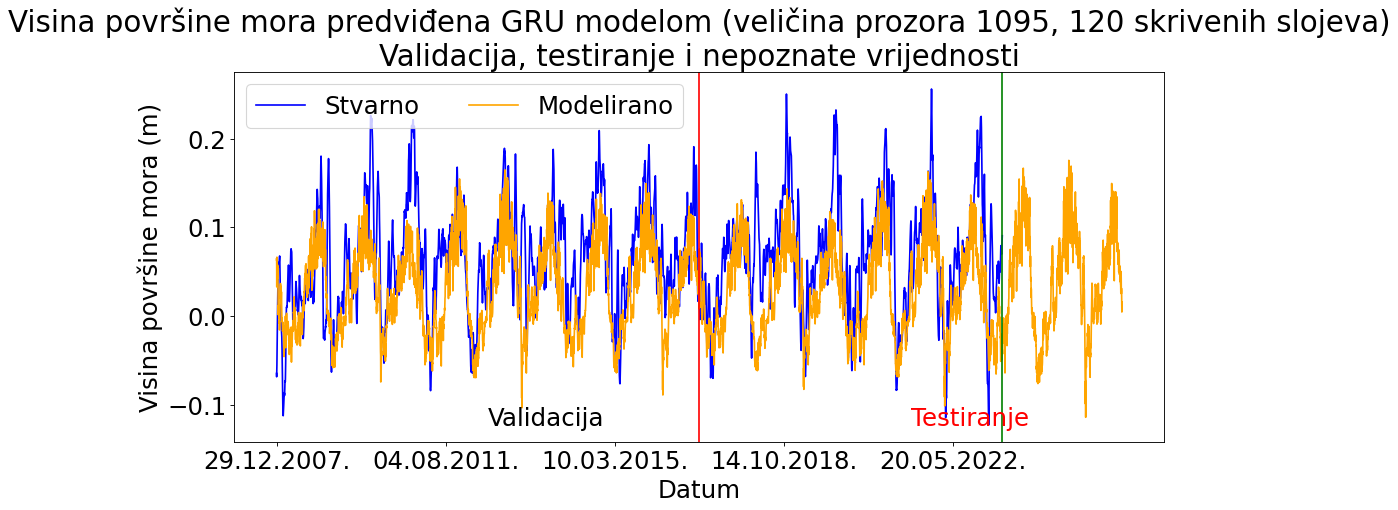 Visina površine mora predviđena GRU modelom (veličina prozora 1095, 120 skrivenih slojeva)
Validacija, testiranje i nepoznate vrijednosti
Stvarno
Modelirano
Visina površine mora (m)
0.2
0.1
0.0
−0.1
Validacija
Testiranje
29.12.2007.
04.08.2011.
10.03.2015.
14.10.2018.
20.05.2022.
Datum